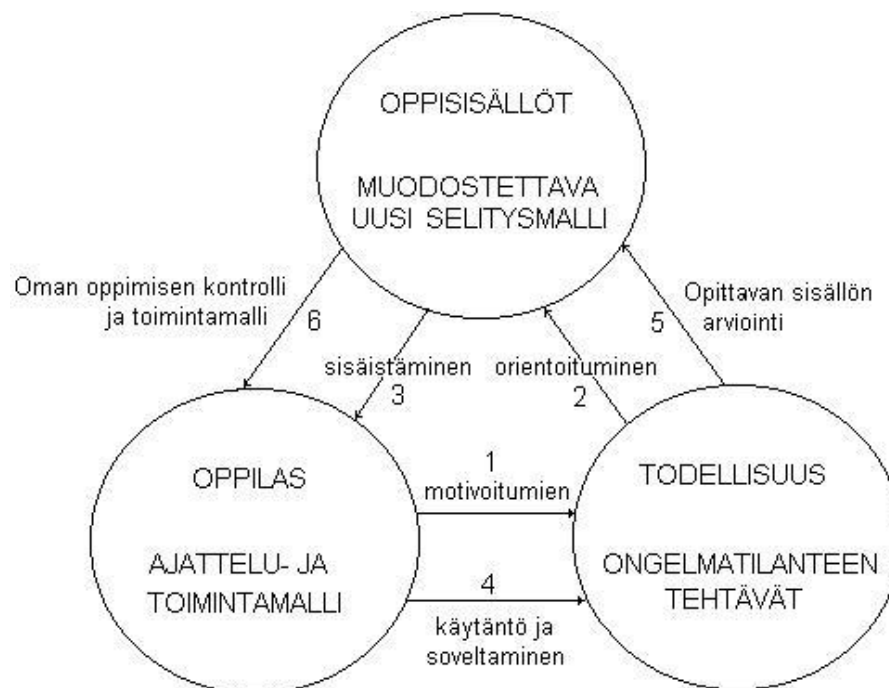 OPPISISÄLLÖT
MUODOSTETTAVA
UUSI SELITYSMALLI
Oman oppimisen kontrolli
ja toimintamalli
6
5
Opittavan sisällön
arviointi
sisäistäminen
3
orientoituminen
2
OPPILAS
AJATTELU- JA
TOIMINTAMALLI
1
motivoitumien
4
käytäntö ja
soveltaminen
TODELLISUUS
ONGELMATILANTEEN
TEHTÄVÄT